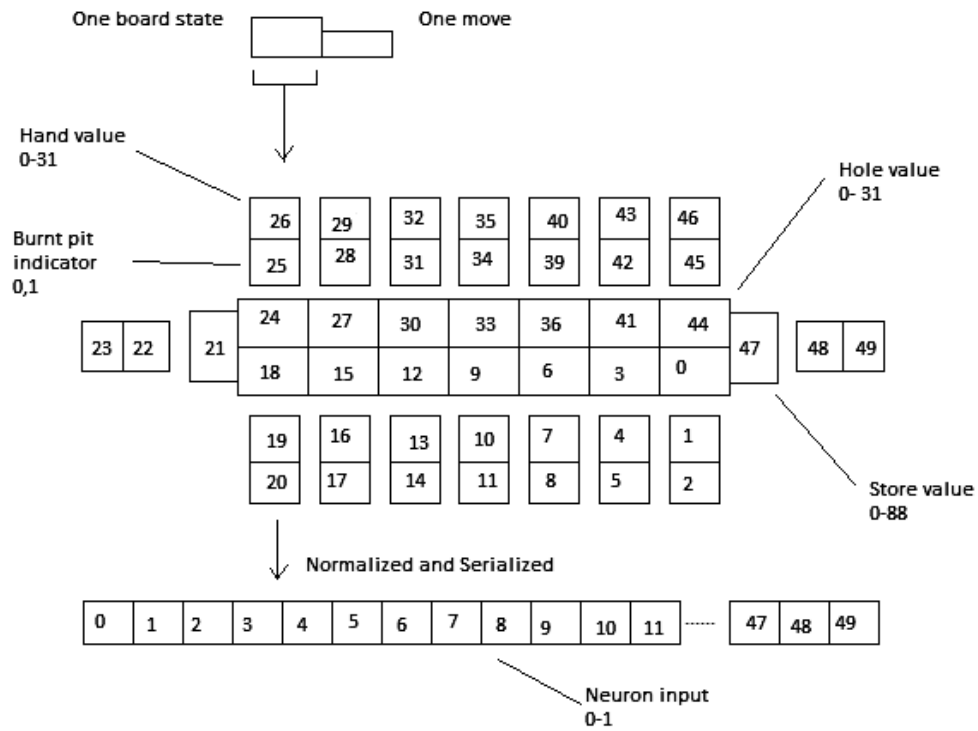 One board state
One move
Hand value
0-31
Hole value
0- 31
26 29 32 35 40 43 46
Burnt pit
indicator
0,1
25 28 31 34 39 42 45
24 27 30 33 36 41 44
23 22 21 47 48 49
18 15 12 9 6 3 0
19 16 13 10 7 4 1
20 17 14 11 8 5 2
Store value
0-88
Normalized and Serialized
0 1 2 3 4 5 6 7 8 9 10 11 ...... 47 48 49
Neuron input
0-1